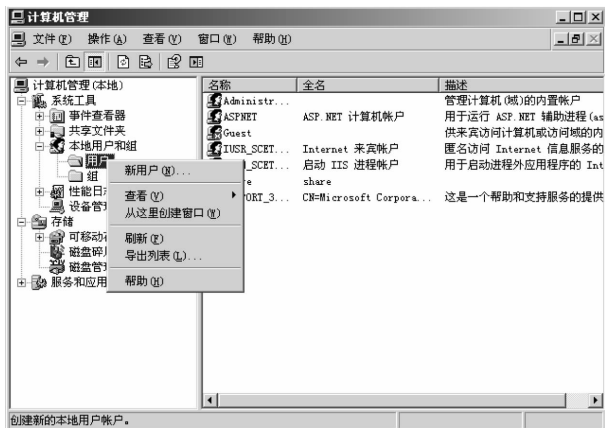 计算机管理
文件(F) 操作(A) 查看(V) 窗口(W) 帮助(H)
计算机管理(本地)
系统工具
事件查看器
共享文件夹
本地用户和组
用户
组
性能日
设备管
存储
可移动存
磁盘碎片
磁盘管理
服务和应用
新用户(N)...
查看(V)
从这里创建窗口(W)
刷新(F)
导出列表(L)...
帮助(H)
名称 全名 描述
Administr... 管理计算机(域)的内置帐户
ASPNET ASP.NET 计算机帐户 用于运行 ASP.NET 辅助进程(as
Guest 供来宾访问计算机或访问域的内
IUSR_SCET... Internet 来宾帐户 匿名访问 Internet 信息服务的
_SCET... 启动 IIS 进程帐户 用于启动进程外应用程序的 Int
re share
PORT_3... CN=Microsoft Corpora... 这是一个帮助和支持服务的提供
创建新的本地用户帐户。